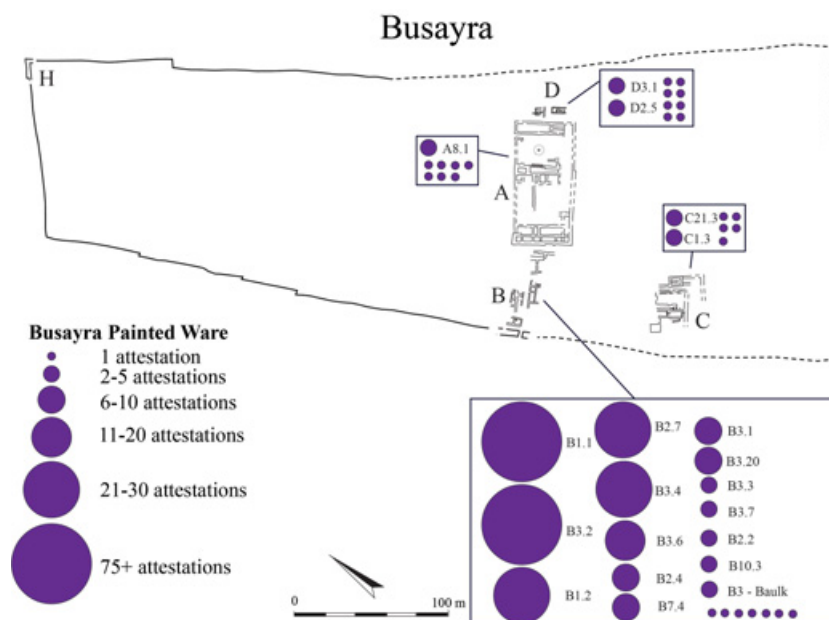 Busayra
H
D
D3.1
D2.5
A8.1
A
C21.3
C1.3
B
C
Busayra Painted Ware
1 attestation
2-5 attestations
6-10 attestations
11-20 attestations
21-30 attestations
75+ attestations
0
100 m
B1.1
B3.2
B1.2
B2.7
B3.4
B3.6
B2.4
B7.4
B3.1
B3.20
B3.3
B3.7
B2.2
B10.3
B3 - Baulk